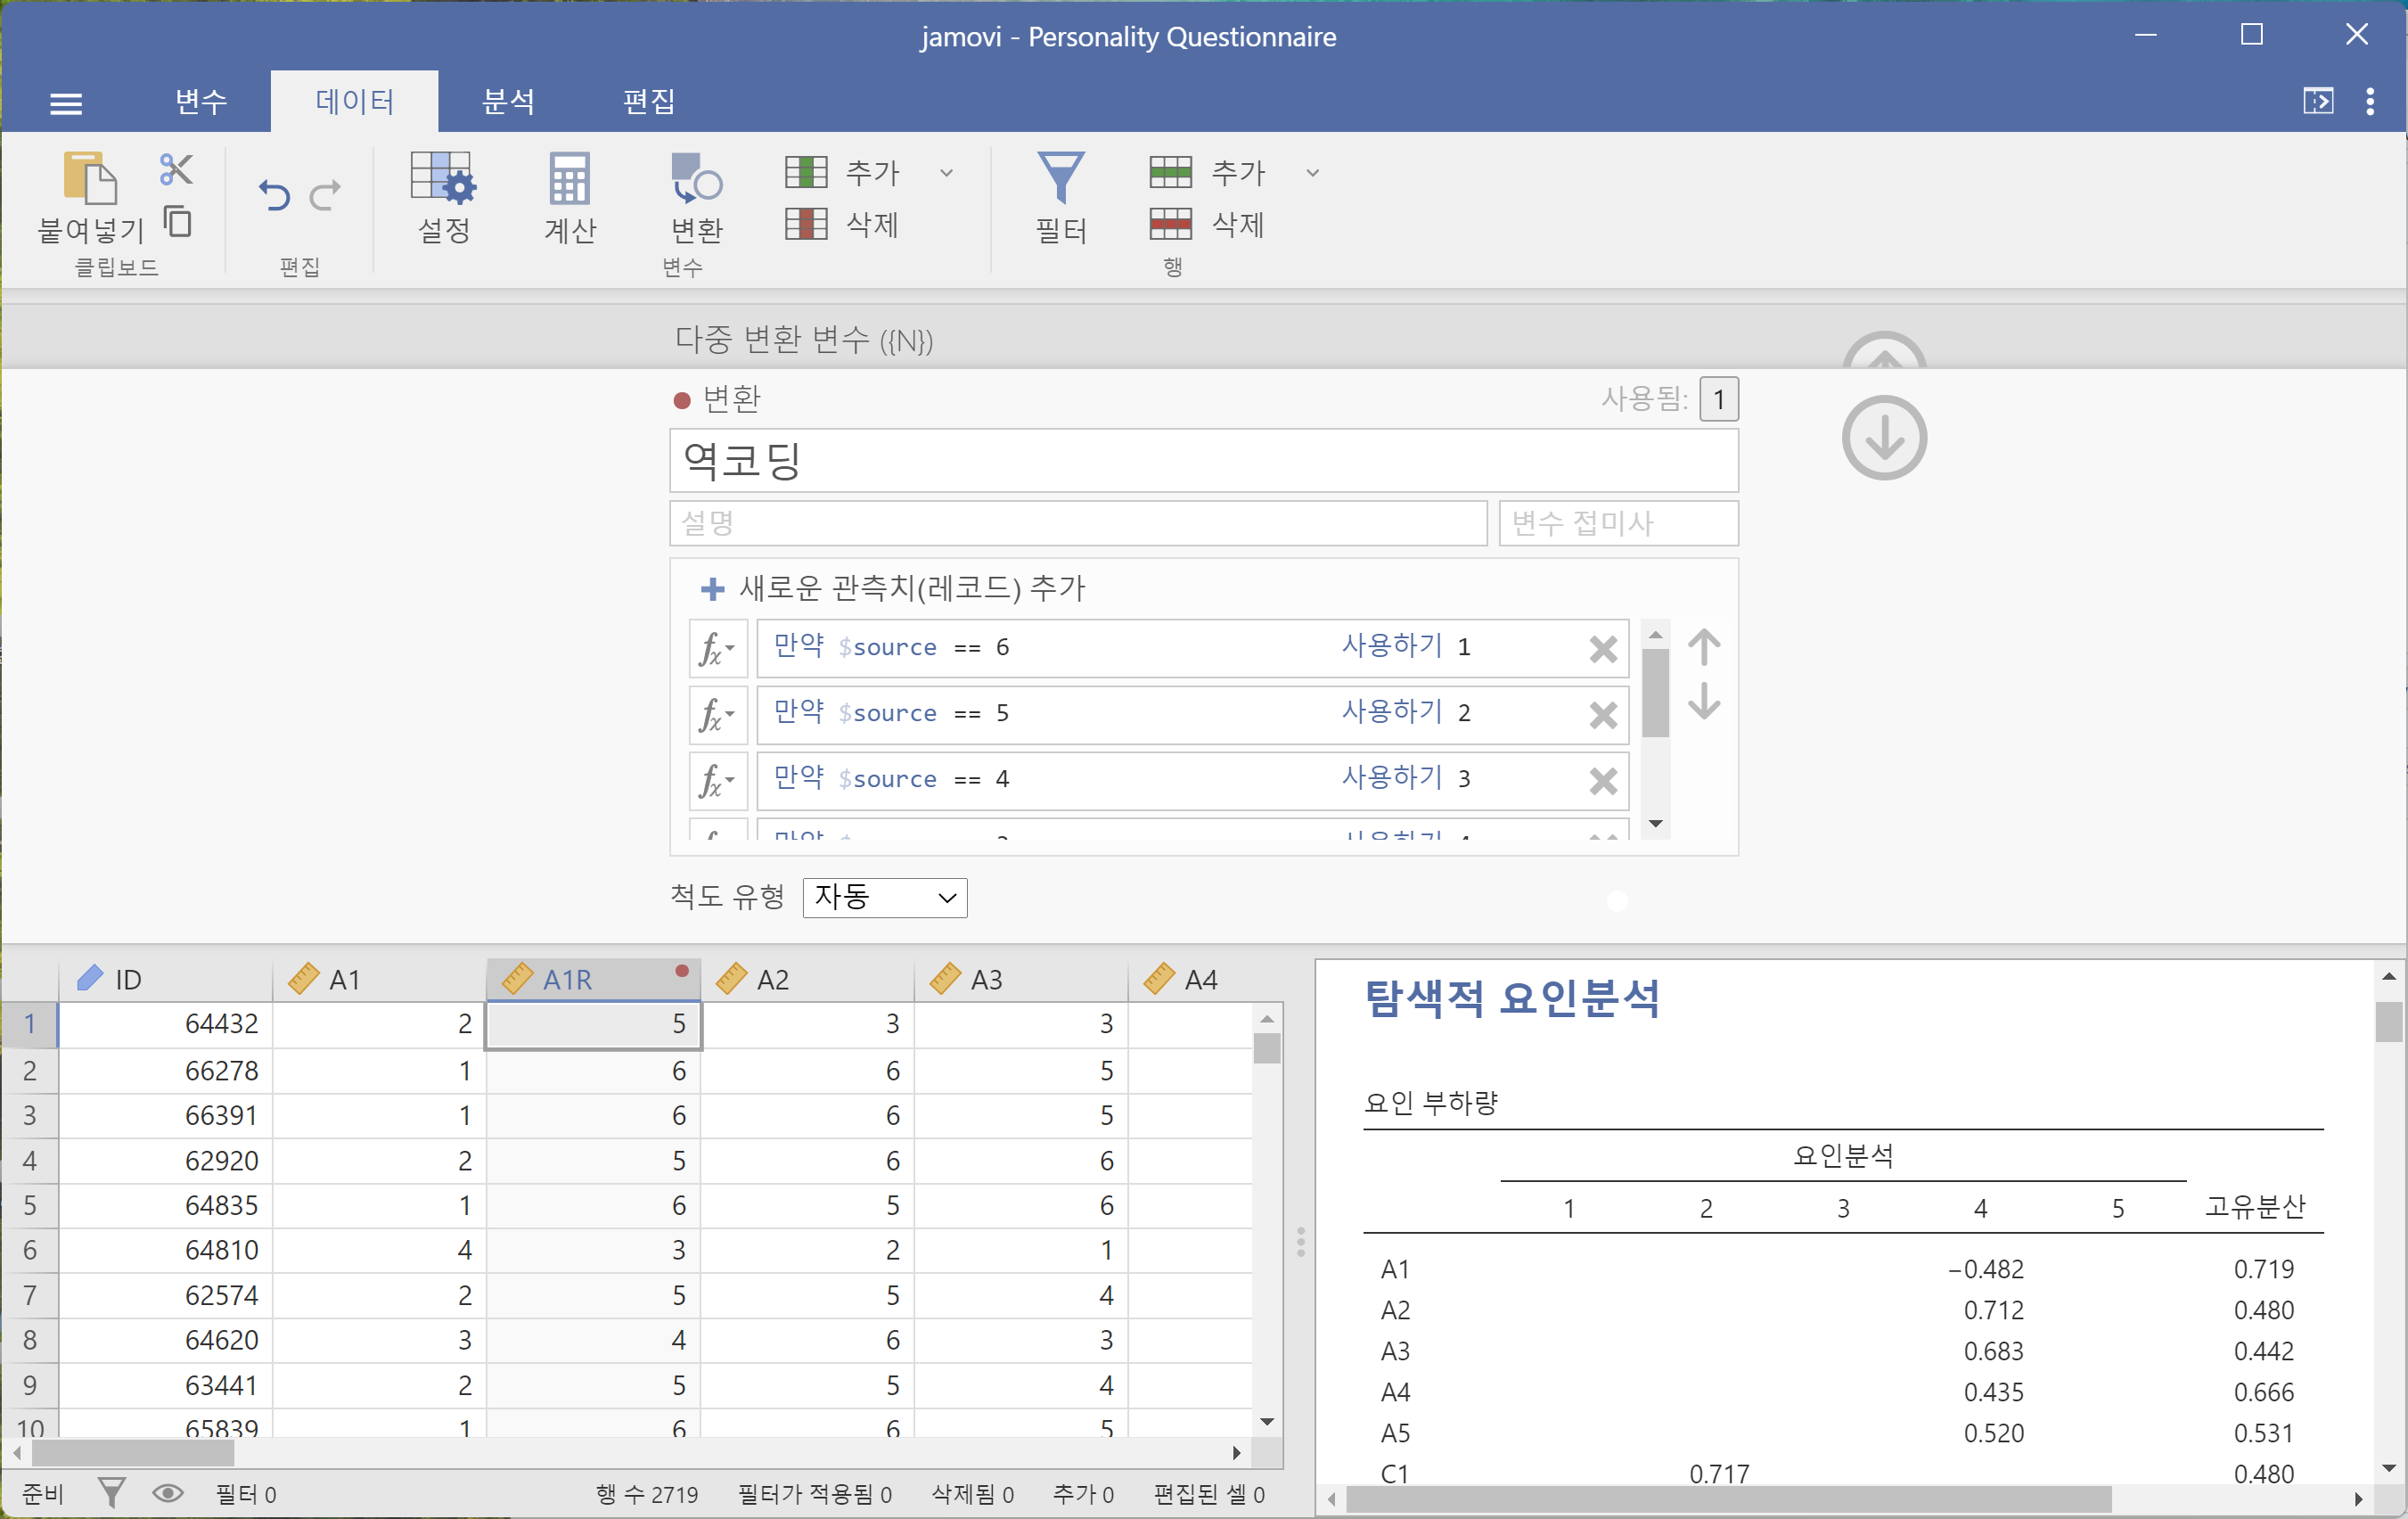 jamovi - Personality Questionnaire
변수 데이터 분석 편집
붙여넣기 설정 계산 변환 추가 삭제 필터 추가 삭제
클립보드 편집 변수 행
다중 변환 변수 ({N})
변환 사용됨: 1
역코딩
설명 변수 접미사
새로운 관측치(레코드) 추가
fx 만약 $source == 6 사용하기 1
fx 만약 $source == 5 사용하기 2
fx 만약 $source == 4 사용하기 3
척도 유형 자동
ID A1 A1R A2 A3 A4
1 64432 2 5 3 3
2 66278 1 6 6 5
3 66391 1 6 6 5
4 62920 2 5 6 6
5 64835 1 6 5 6
6 64810 4 3 2 1
7 62574 2 5 5 4
8 64620 3 4 6 3
9 63441 2 5 5 4
10 65839 1 6 6 5
준비 필터 0 행 수 2719 필터가 적용됨 0 삭제됨 0 추가 0 편집된 셀 0
탐색적 요인분석
요인 부하량
요인분석
1 2 3 4 5 고유분산
A1 −0.482 0.719
A2 0.712 0.480
A3 0.683 0.442
A4 0.435 0.666
A5 0.520 0.531
C1 0.717 0.480